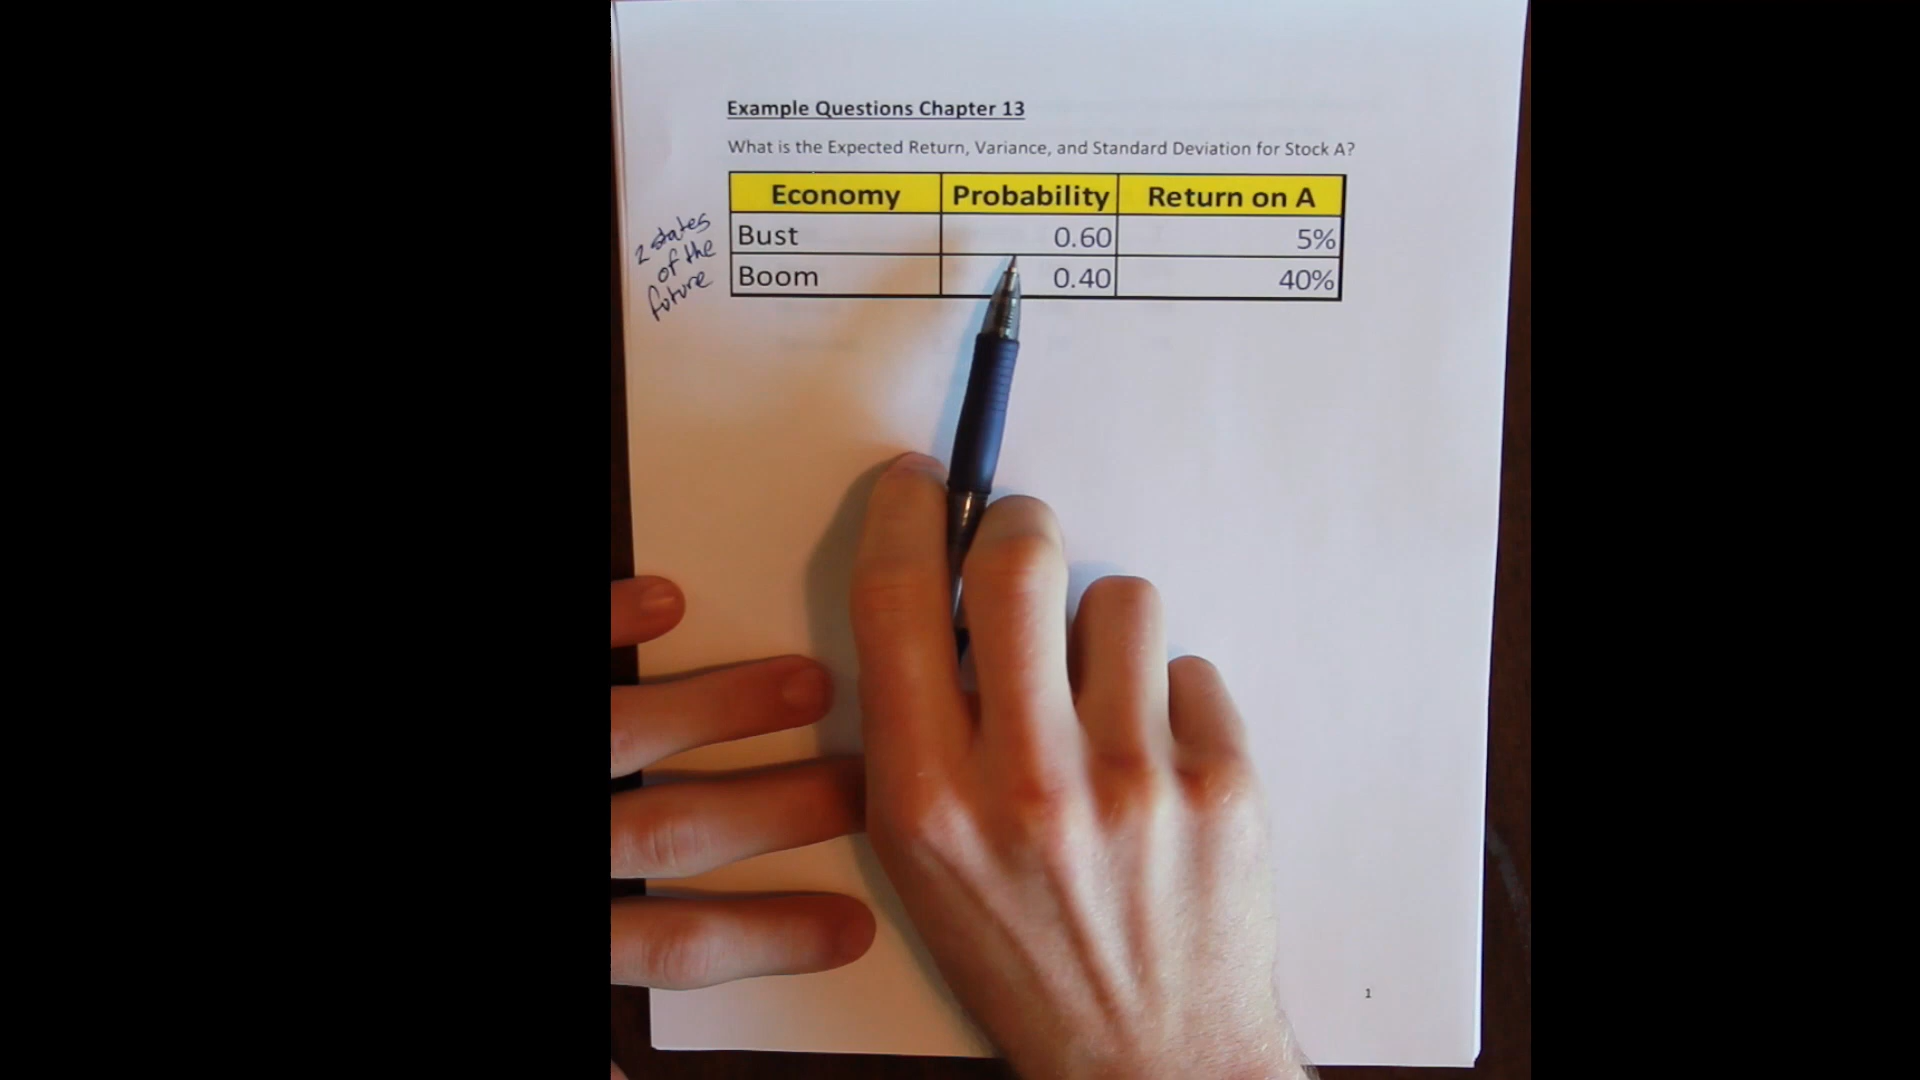 Example Questions Chapter 13
What is the Expected Return, Variance, and Standard Deviation for Stock A?
Economy Probability Return on A
Bust 0.60 5%
Boom 0.40 40%
2 states
of the
future
1